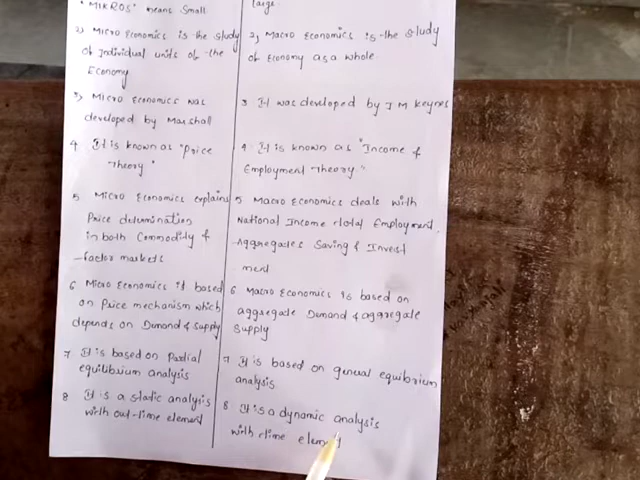 "MIKROS" means Small
2) Micro Economics is the study
of Individual units of the
Economy
3) Micro Economics was
developed by Marshall
4 It is known as "Price
Theory"
5 Micro Economics explains
Price determination
in both Commodity &
factor markets
6 Micro Economics is based
on Price mechanism which
depends on Demand & supply
7 It is based on Partial
equilibrium analysis
8 It is a static analysis
with out time element
large.
2) Macro Economics is the study
of Economy as a whole
3 It was developed by J M Keynes
4 It is known as "Income &
Employment Theory"
5 Macro Economics deals with
National Income total Employment,
Aggregates Saving & Invest
ment
6 Macro Economics is based on
aggregate Demand & aggregate
Supply
7 It is based on general equibrium
analysis.
8 It is a dynamic analysis
with time element